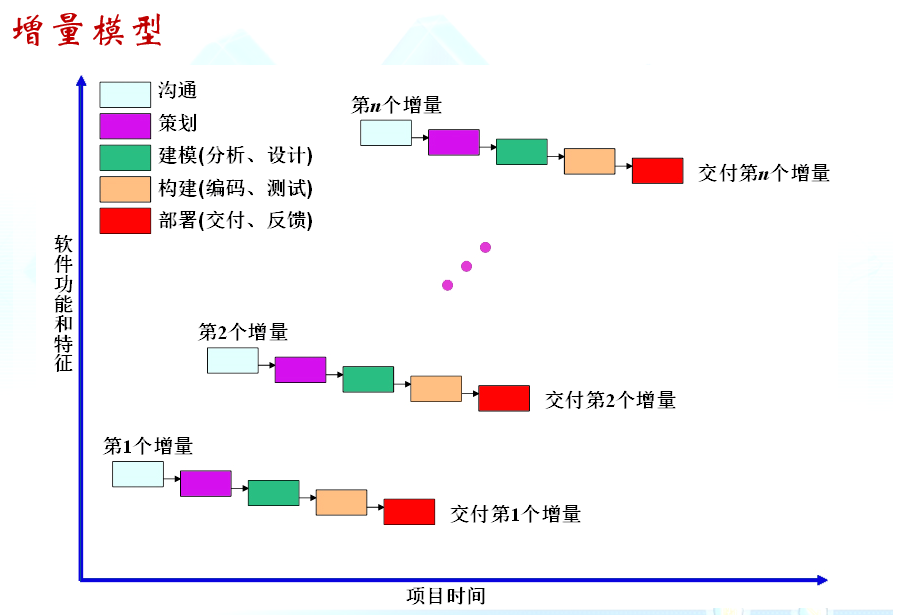 增量模型
沟通
策划
建模(分析、设计)
构建(编码、测试)
部署(交付、反馈)
第n个增量
交付第n个增量
软件功能和特征
第2个增量
交付第2个增量
第1个增量
交付第1个增量
项目时间